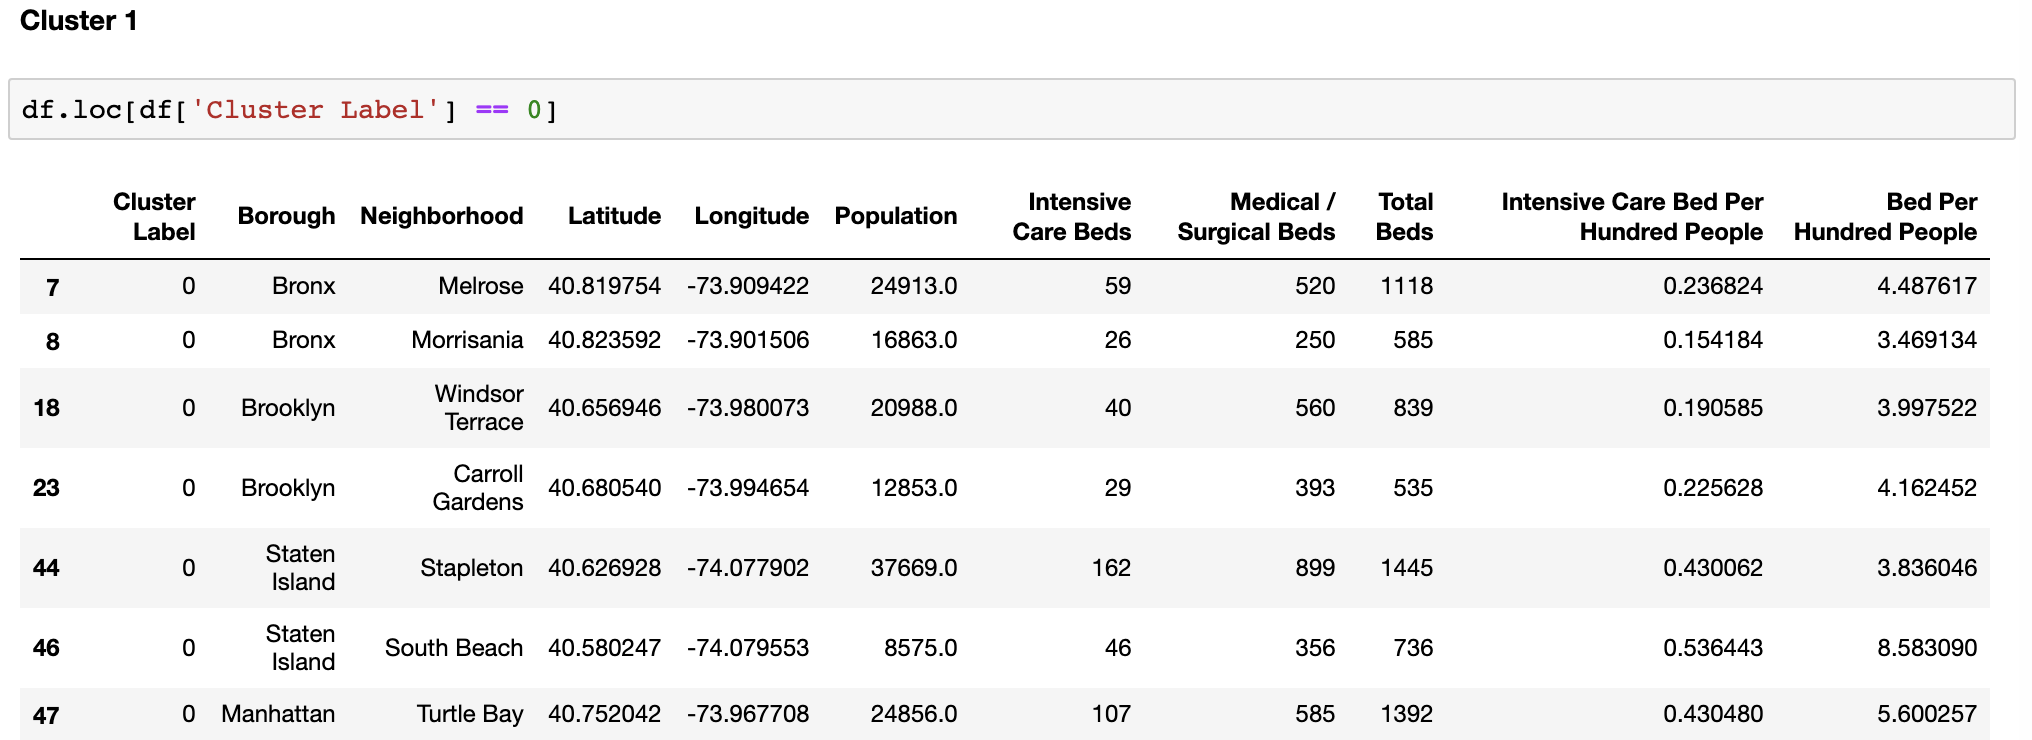 Cluster 1
df.loc[df['Cluster Label'] == 0]
Cluster Label Borough Neighborhood Latitude Longitude Population Intensive Care Beds Medical / Surgical Beds Total Beds Intensive Care Bed Per Hundred People Bed Per Hundred People
7 0 Bronx Melrose 40.819754 -73.909422 24913.0 59 520 1118 0.236824 4.487617
8 0 Bronx Morrisania 40.823592 -73.901506 16863.0 26 250 585 0.154184 3.469134
18 0 Brooklyn Windsor Terrace 40.656946 -73.980073 20988.0 40 560 839 0.190585 3.997522
23 0 Brooklyn Carroll Gardens 40.680540 -73.994654 12853.0 29 393 535 0.225628 4.162452
44 0 Staten Island Stapleton 40.626928 -74.077902 37669.0 162 899 1445 0.430062 3.836046
46 0 Staten Island South Beach 40.580247 -74.079553 8575.0 46 356 736 0.536443 8.583090
47 0 Manhattan Turtle Bay 40.752042 -73.967708 24856.0 107 585 1392 0.430480 5.600257